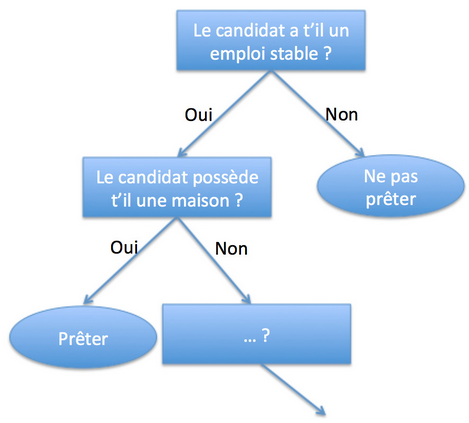 Le candidat a t'il un
emploi stable ?
Oui
Non
Le candidat possède
t'il une maison ?
Ne pas
prêter
Oui
Non
Prêter
... ?